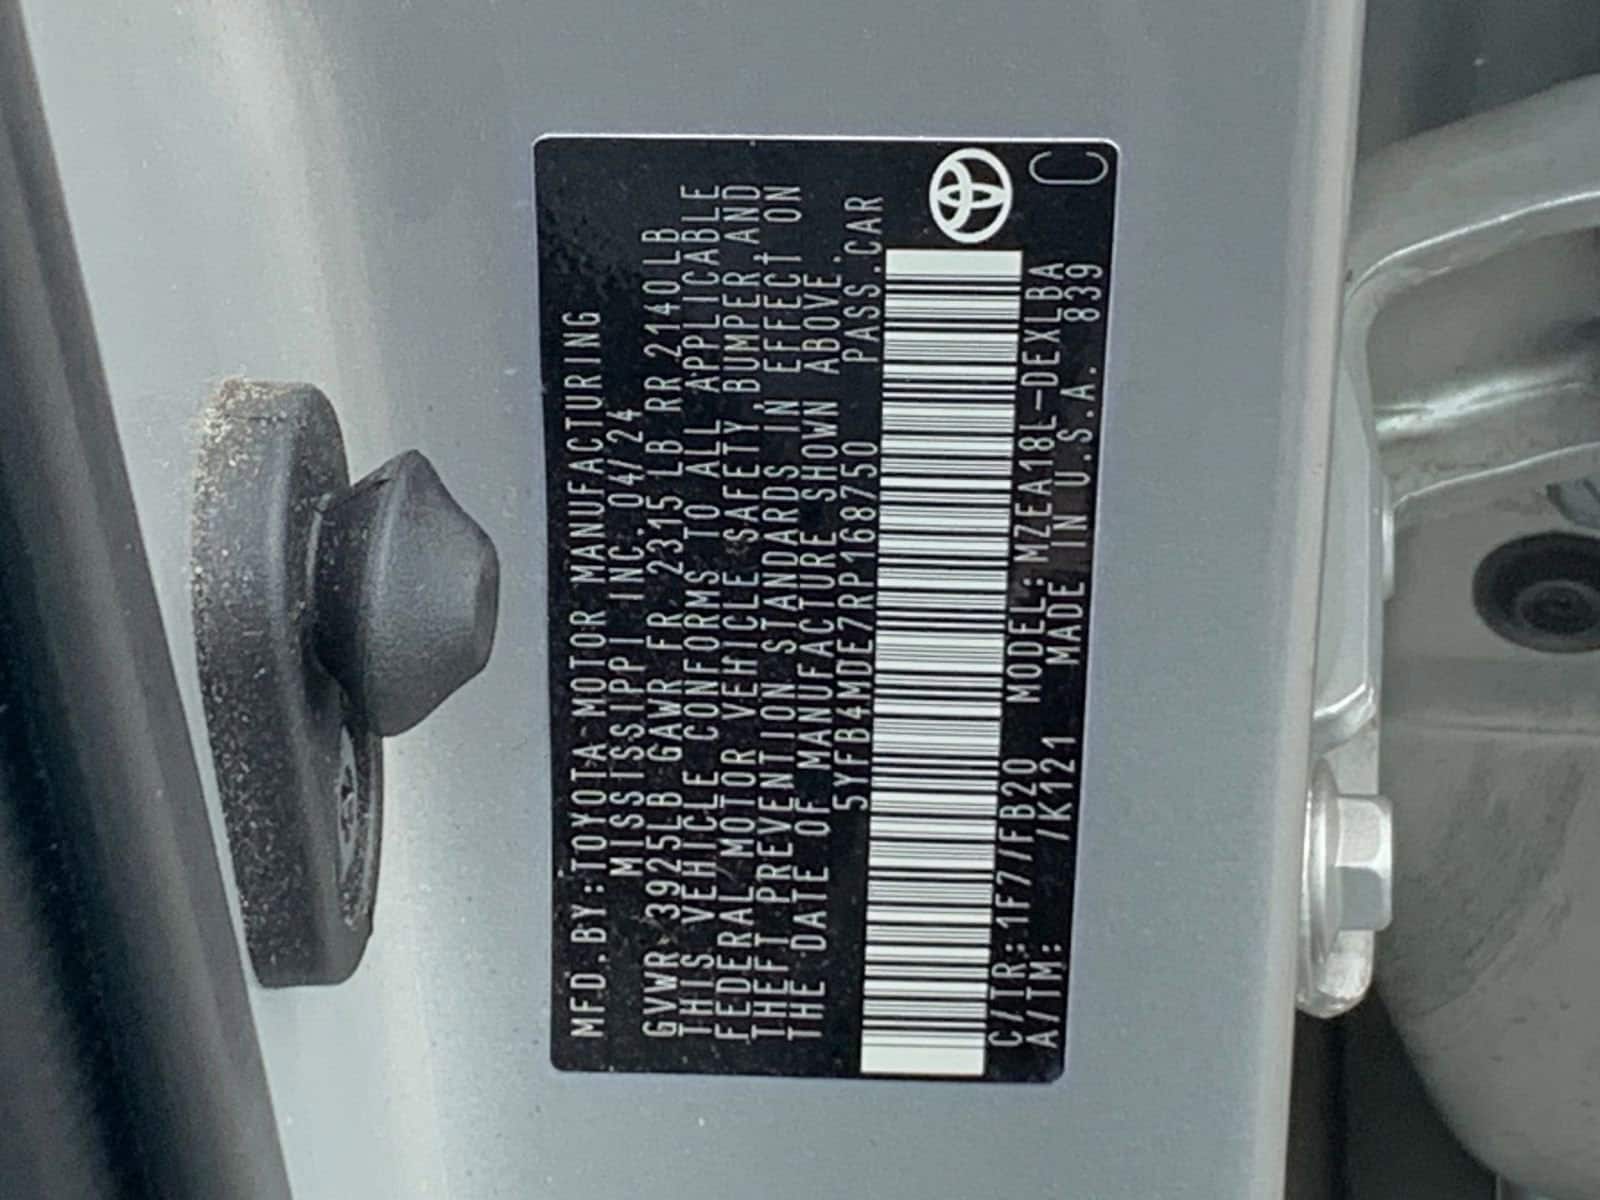 MFD.BY:TOYOTA MOTOR MANUFACTURING
MISSISSIPPI INC. 04/24
GVWR 3925LB GAWR FR 2315 LB RR 2140LB
THIS VEHICLE CONFORMS TO ALL APPLICABLE
FEDERAL MOTOR VEHICLE SAFETY,BUMPER,AND
THEFT PREVENTION STANDARDS IN EFFECT ON
THE DATE OF MANUFACTURE SHOWN ABOVE.
5YFB4MDE7RP168750 PASS.CAR
C/TR:1F7/FB20 MODEL:MZEA18L-DEXLBA
A/TM: /K121 MADE IN U.S.A. 839
C